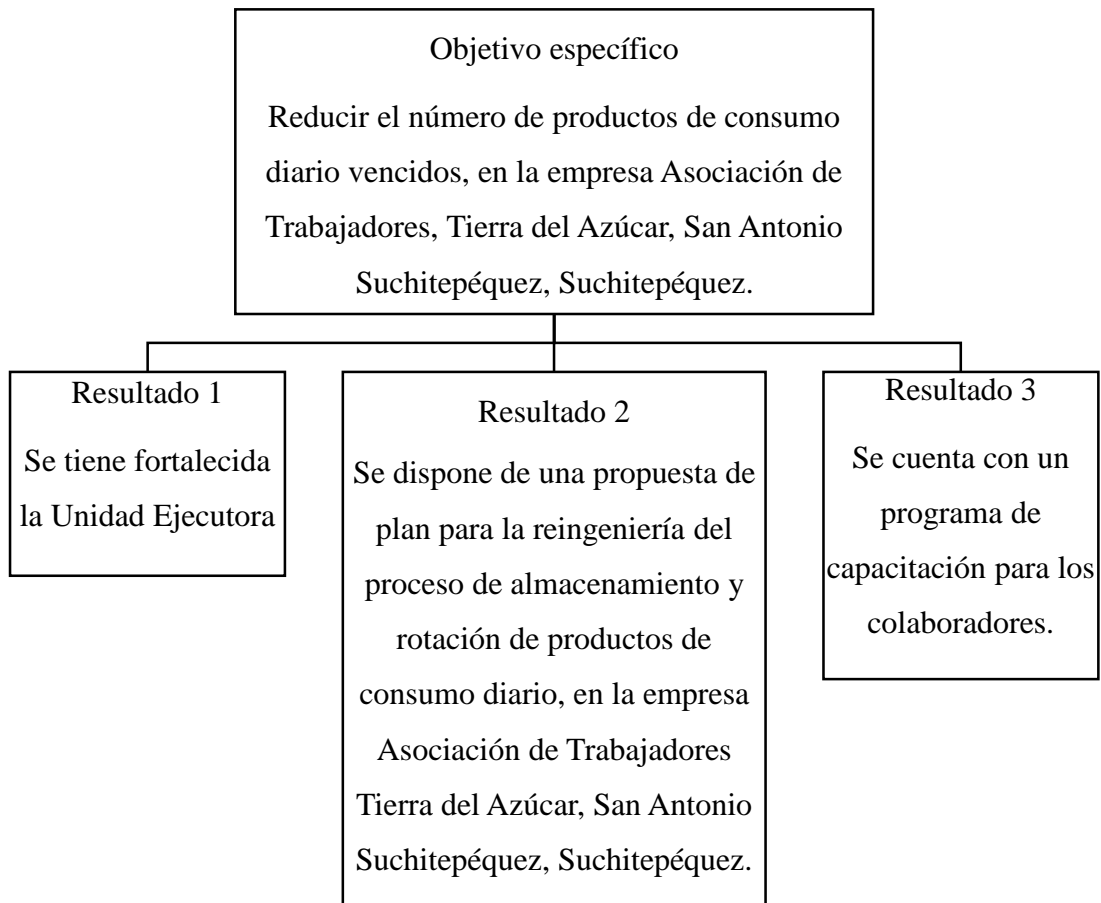 Objetivo específico
Reducir el número de productos de consumo
diario vencidos, en la empresa Asociación de
Trabajadores, Tierra del Azúcar, San Antonio
Suchitepéquez, Suchitepéquez.
Resultado 1
Se tiene fortalecida
la Unidad Ejecutora
Resultado 2
Se dispone de una propuesta de
plan para la reingeniería del
proceso de almacenamiento y
rotación de productos de
consumo diario, en la empresa
Asociación de Trabajadores
Tierra del Azúcar, San Antonio
Suchitepéquez, Suchitepéquez.
Resultado 3
Se cuenta con un
programa de
capacitación para los
colaboradores.